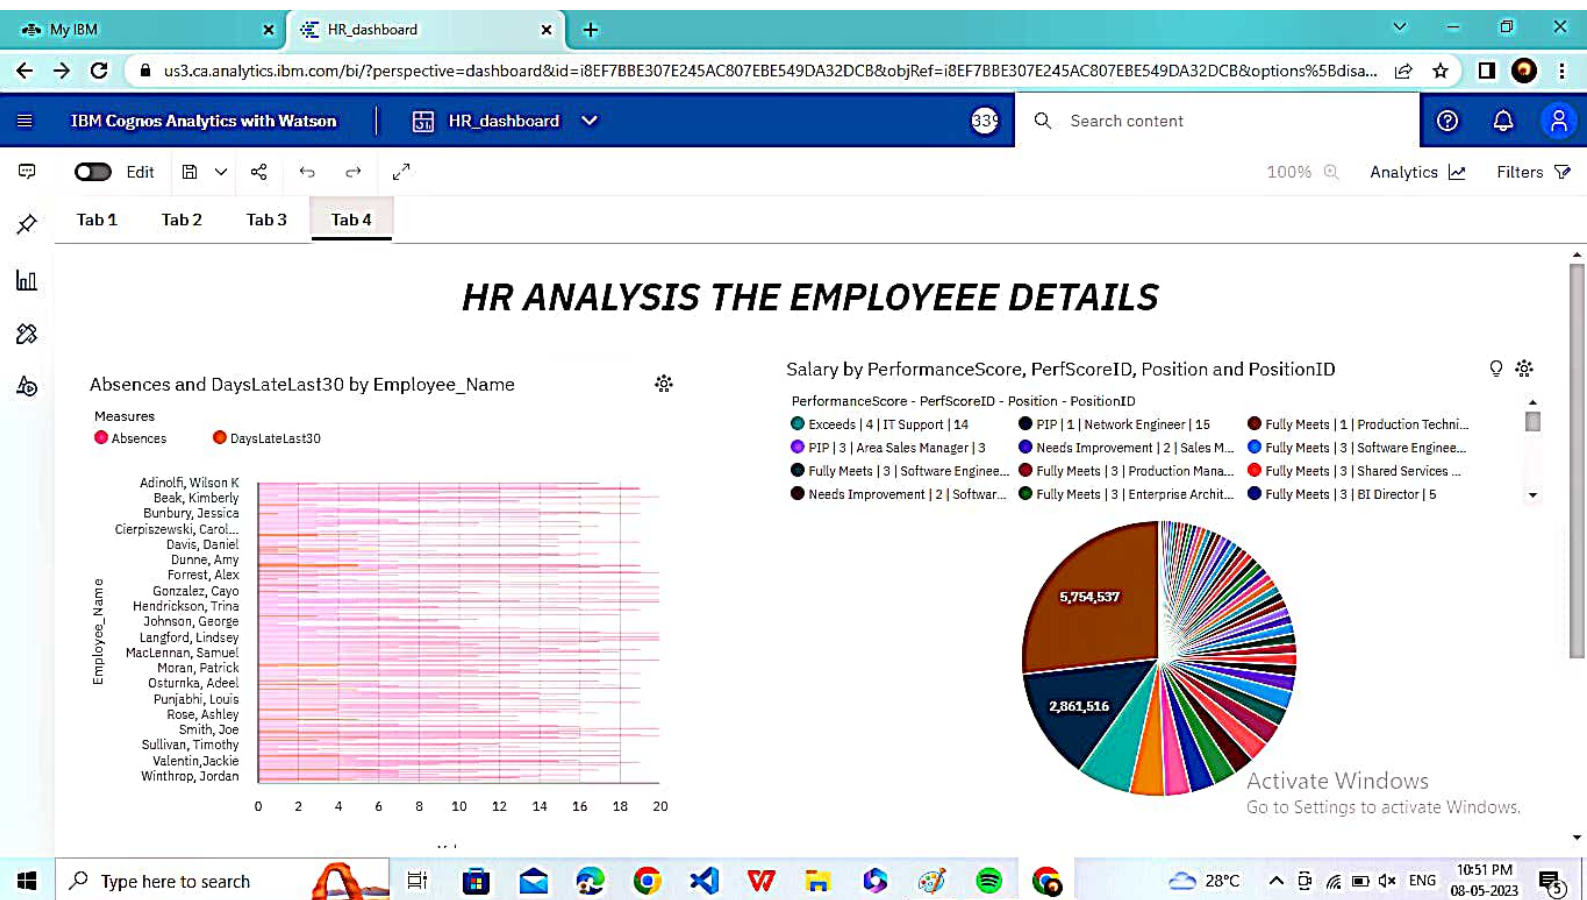 My IBM
HR_dashboard
us3.ca.analytics.ibm.com/bi/?perspective=dashboard&id=i8EF7BBE307E245AC807EBE549DA32DCB&objRef=i8EF7BBE307E245AC807EBE549DA32DCB&options%5Bdisa...
IBM Cognos Analytics with Watson
HR_dashboard
339
Search content
Edit
100%
Analytics
Filters
Tab 1
Tab 2
Tab 3
Tab 4
HR ANALYSIS THE EMPLOYEEE DETAILS
Absences and DaysLateLast30 by Employee_Name
Measures
Absences
DaysLateLast30
Employee_Name
Adinolfi, Wilson K
Beak, Kimberly
Bunbury, Jessica
Cierpiszewski, Carol...
Davis, Daniel
Dunne, Amy
Forrest, Alex
Gonzalez, Cayo
Hendrickson, Trina
Johnson, George
Langford, Lindsey
MacLennan, Samuel
Moran, Patrick
Osturnka, Adeel
Punjabhi, Louis
Rose, Ashley
Smith, Joe
Sullivan, Timothy
Valentin,Jackie
Winthrop, Jordan
0 2 4 6 8 10 12 14 16 18 20
Salary by PerformanceScore, PerfScoreID, Position and PositionID
PerformanceScore - PerfScoreID - Position - PositionID
Exceeds | 4 | IT Support | 14
PIP | 1 | Network Engineer | 15
Fully Meets | 1 | Production Techni...
PIP | 3 | Area Sales Manager | 3
Needs Improvement | 2 | Sales M...
Fully Meets | 3 | Software Enginee...
Fully Meets | 3 | Software Enginee...
Fully Meets | 3 | Production Mana...
Fully Meets | 3 | Shared Services ...
Needs Improvement | 2 | Softwar...
Fully Meets | 3 | Enterprise Archit...
Fully Meets | 3 | BI Director | 5
5,754,537
2,861,516
Activate Windows
Go to Settings to activate Windows.
Type here to search
28°C
ENG
10:51 PM
08-05-2023
5